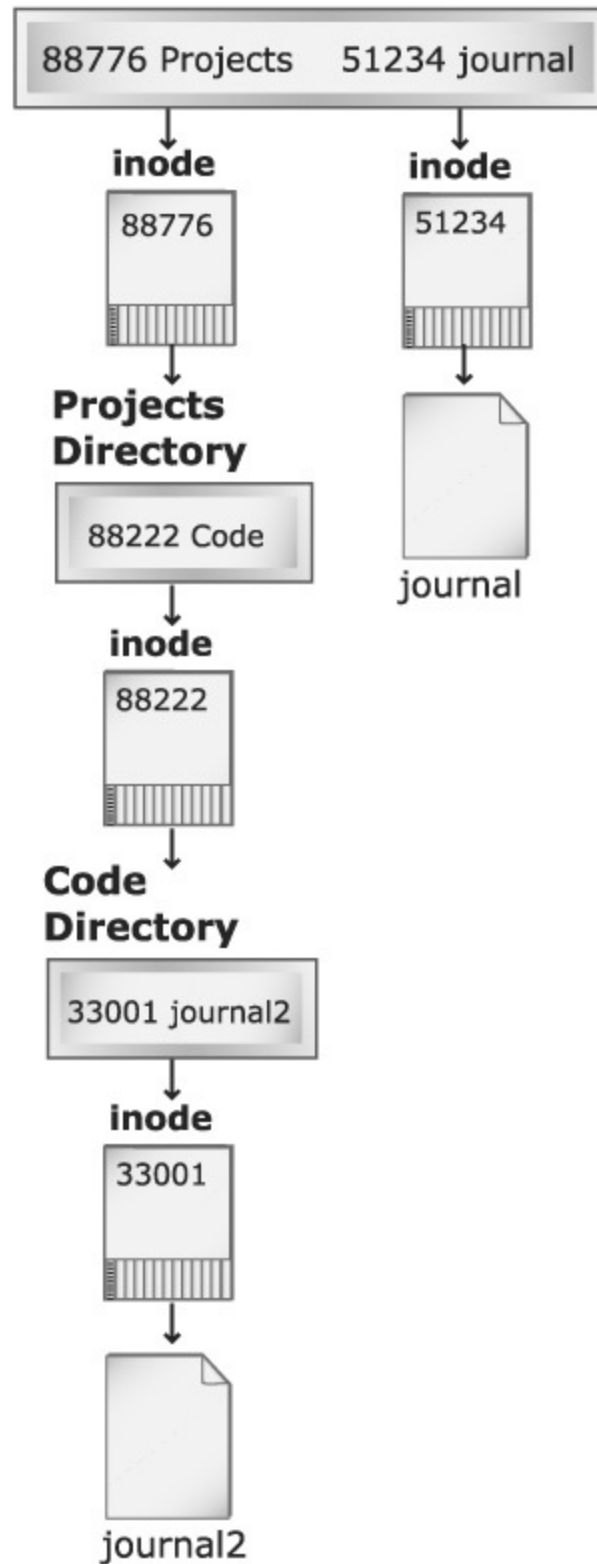 88776 Projects 51234 journal
inode
inode
88776
51234
Projects
Directory
88222 Code
journal
inode
88222
Code
Directory
33001 journal2
inode
33001
journal2